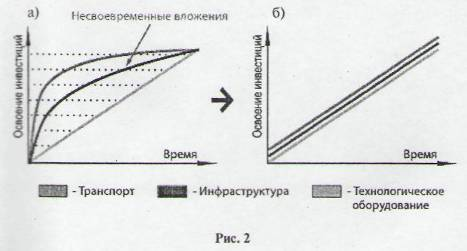 а)
Несвоевременные вложения
б)
Освоение инвестиций
Время
Освоение инвестиций
Время
- Транспорт
- Инфраструктура
- Технологическое
оборудование
Рис. 2